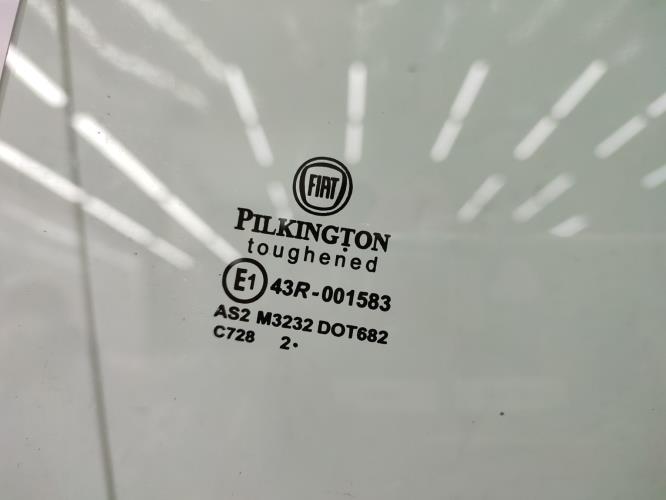 FIAT
PILKINGTON
toughened
E1 43R-001583
AS2 M3232 DOT682
C728 2.